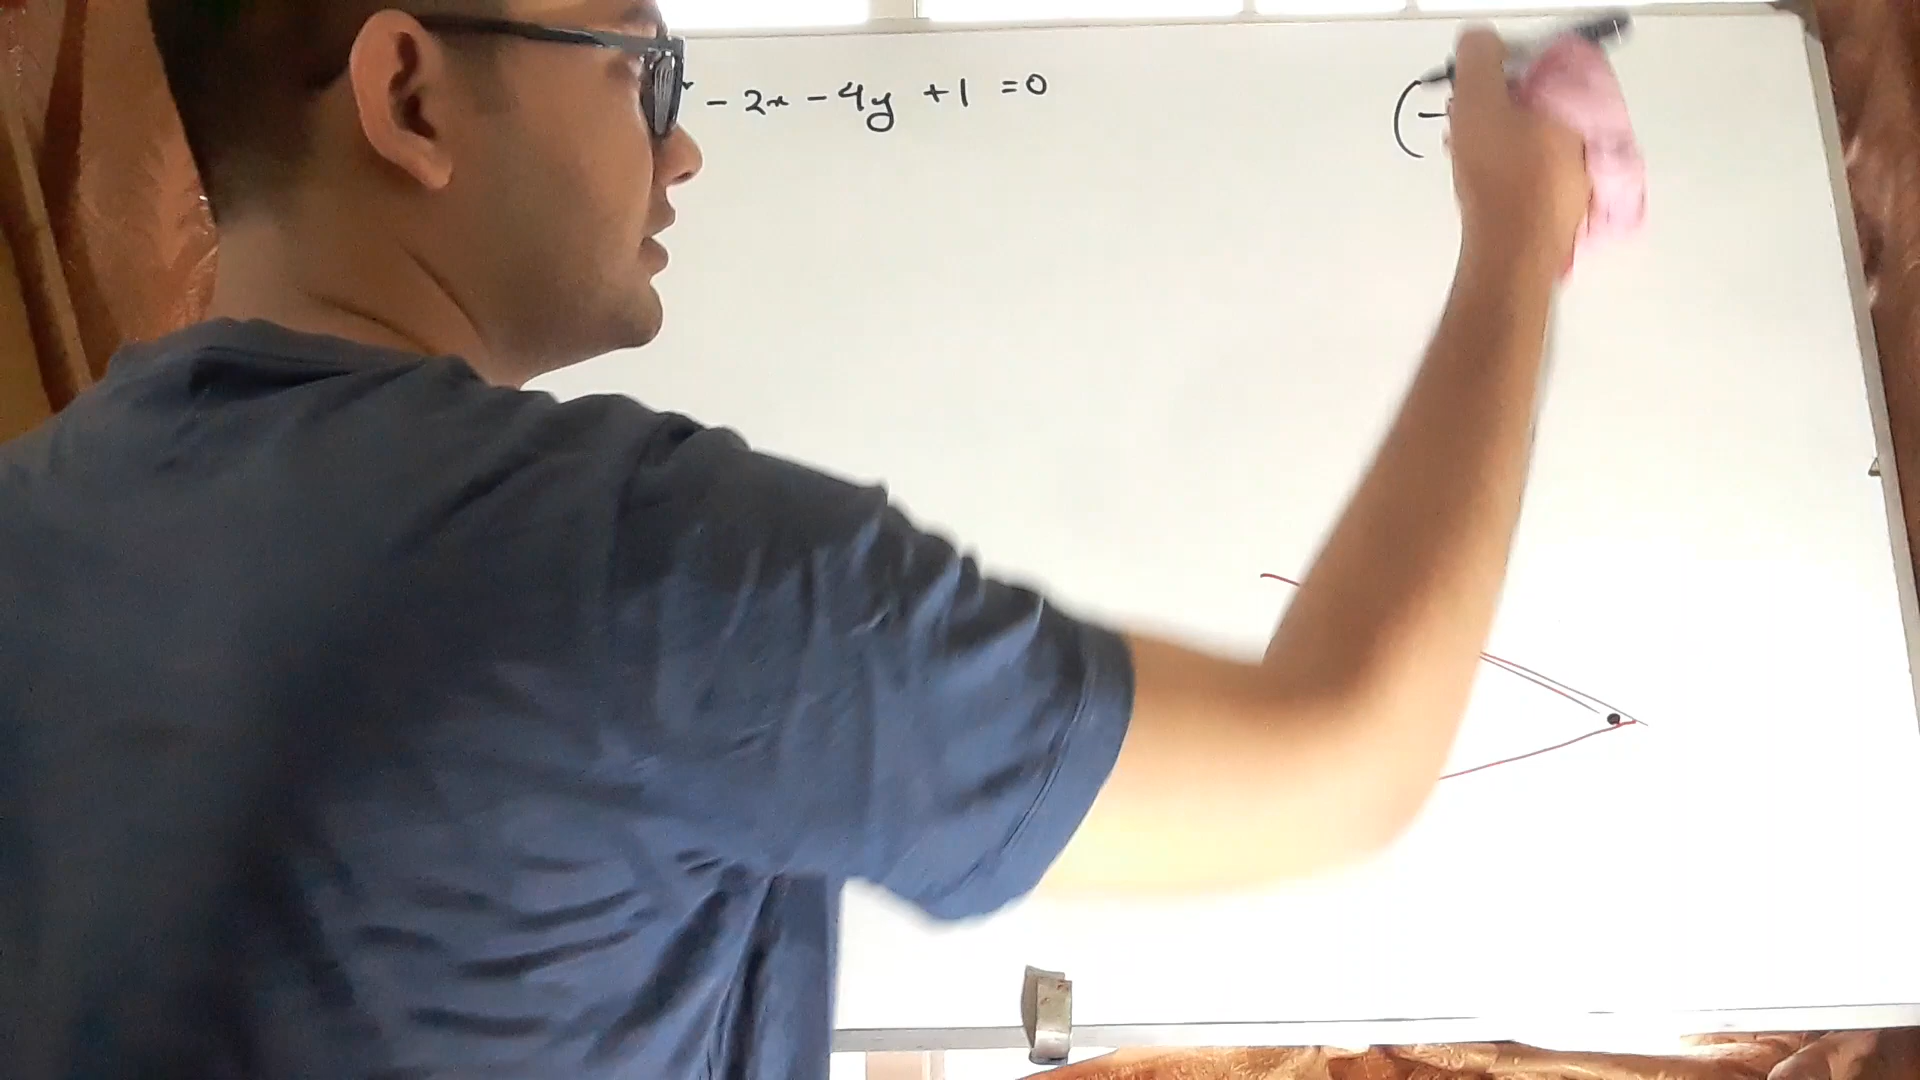 - 2x - 4y + 1 = 0
(-